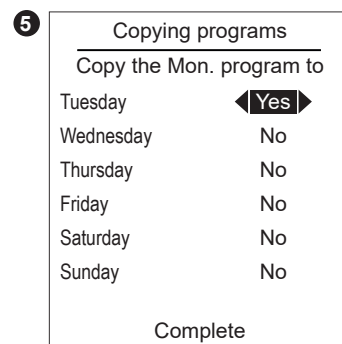 5
Copying programs
Copy the Mon. program to
Tuesday Yes
Wednesday No
Thursday No
Friday No
Saturday No
Sunday No
Complete